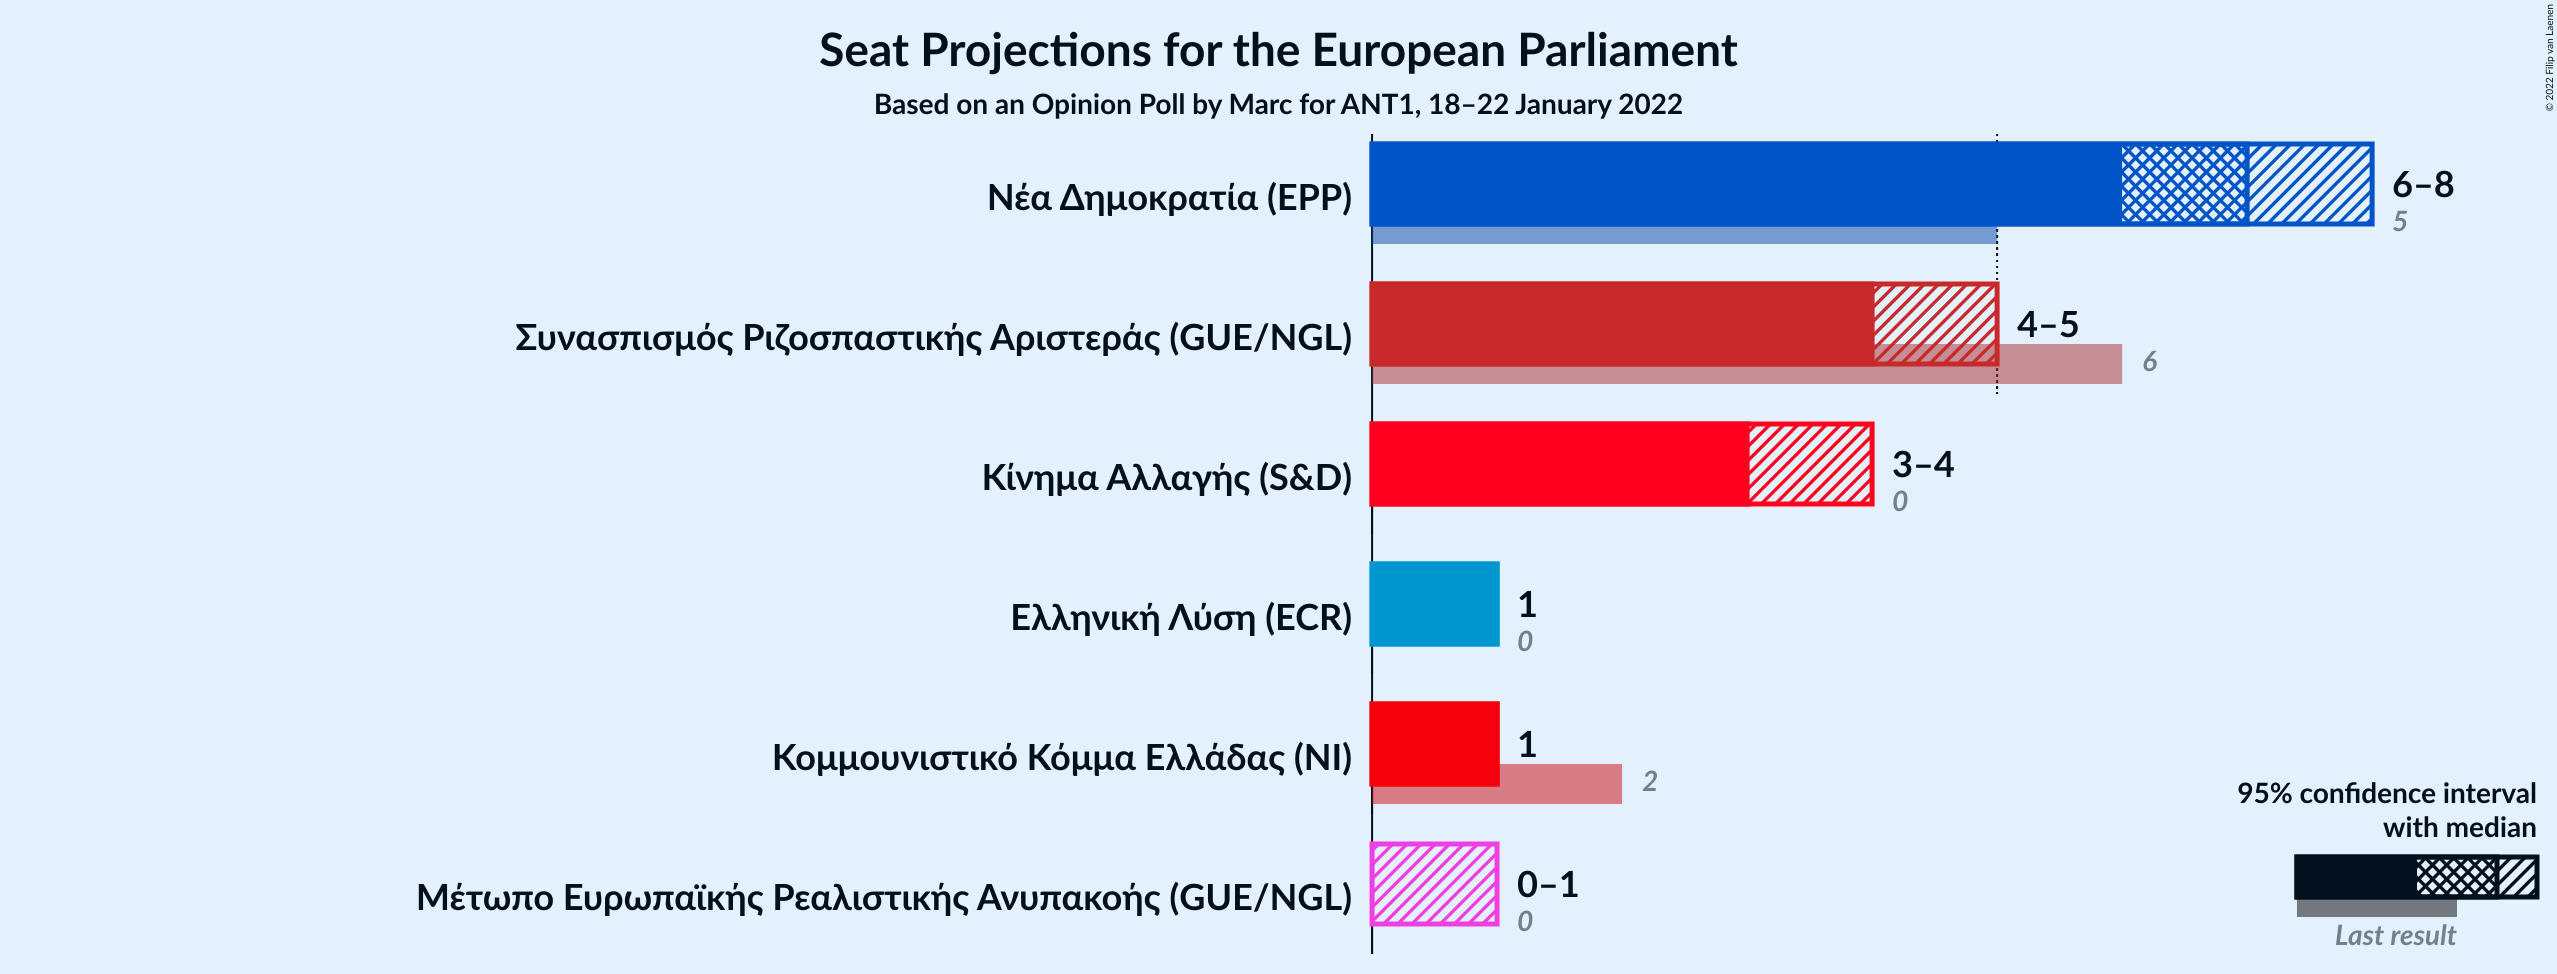 Seat Projections for the European Parliament
Based on an Opinion Poll by Marc for ANT1, 18–22 January 2022
© 2022 Filip van Laenen
Νέα Δημοκρατία (EPP)
6–8
5
Συνασπισμός Ριζοσπαστικής Αριστεράς (GUE/NGL)
4–5
6
Κίνημα Αλλαγής (S&D)
3–4
0
Ελληνική Λύση (ECR)
1
0
Κομμουνιστικό Κόμμα Ελλάδας (NI)
1
2
Μέτωπο Ευρωπαϊκής Ρεαλιστικής Ανυπακοής (GUE/NGL)
0–1
0
95% confidence interval
with median
Last result